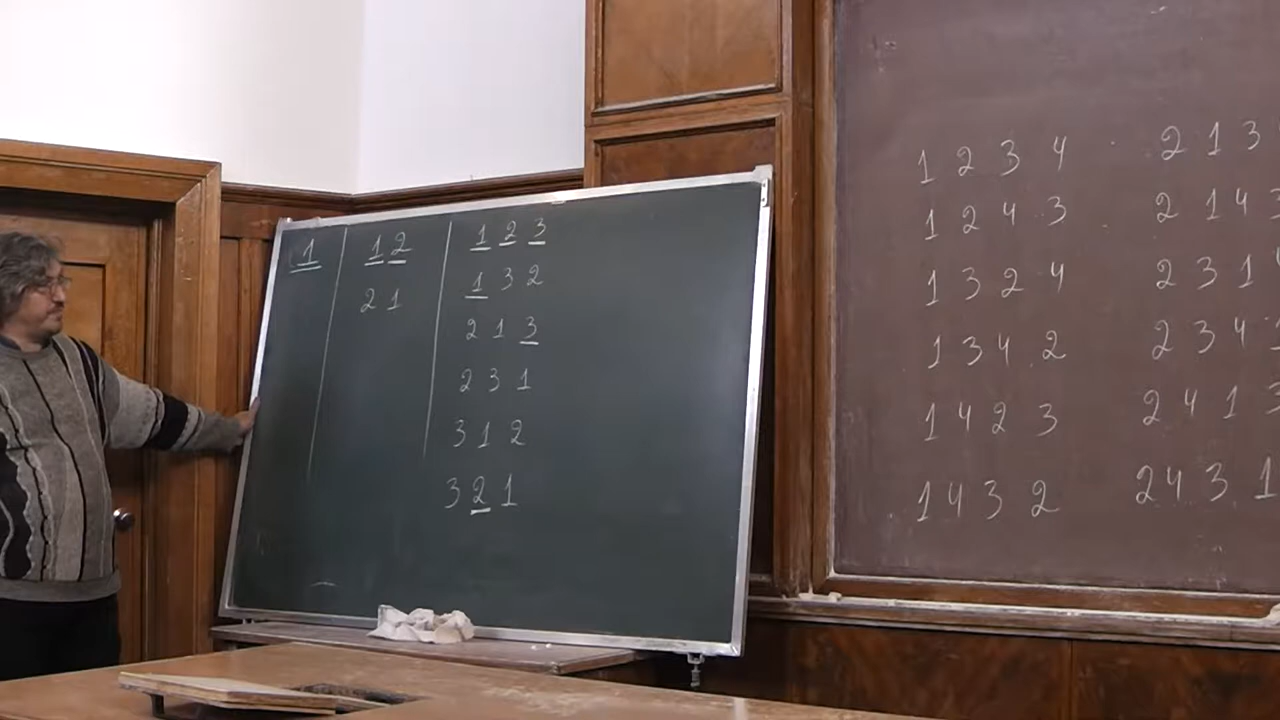 1 | 1 2 | 1 2 3
2 1 | 1 3 2
2 1 3
2 3 1
3 1 2
3 2 1
1 2 3 4 2 1 3
1 2 4 3 2 1 4
1 3 2 4 2 3 1
1 3 4 2 2 3 4
1 4 2 3 2 4 1
1 4 3 2 2 4 3 1